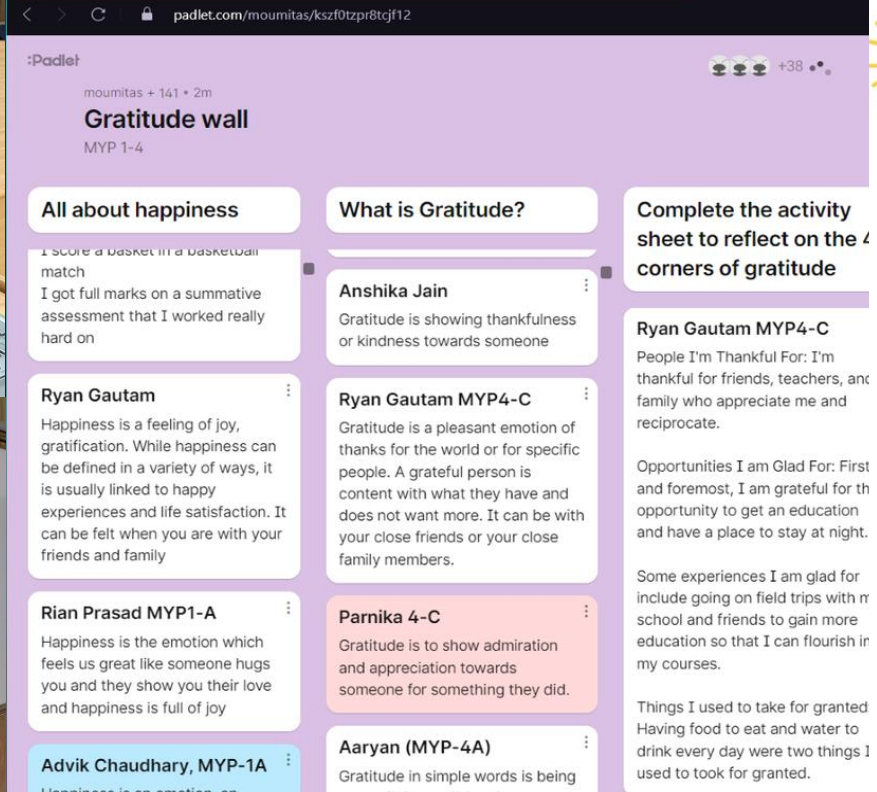 padlet.com/moumitas/kszf0tzpr8tcjf12
:Padlet
+38
moumitas + 141 • 2m
Gratitude wall
MYP 1-4
All about happiness
I score a basket in a basketball
match
I got full marks on a summative
assessment that I worked really
hard on
Ryan Gautam
Happiness is a feeling of joy,
gratification. While happiness can
be defined in a variety of ways, it
is usually linked to happy
experiences and life satisfaction. It
can be felt when you are with your
friends and family
Rian Prasad MYP1-A
Happiness is the emotion which
feels us great like someone hugs
you and they show you their love
and happiness is full of joy
Advik Chaudhary, MYP-1A
Happiness is an emotion, an
What is Gratitude?
Anshika Jain
Gratitude is showing thankfulness
or kindness towards someone
Ryan Gautam MYP4-C
Gratitude is a pleasant emotion of
thanks for the world or for specific
people. A grateful person is
content with what they have and
does not want more. It can be with
your close friends or your close
family members.
Parnika 4-C
Gratitude is to show admiration
and appreciation towards
someone for something they did.
Aaryan (MYP-4A)
Gratitude in simple words is being
Complete the activity
sheet to reflect on the 4
corners of gratitude
Ryan Gautam MYP4-C
People I'm Thankful For: I'm
thankful for friends, teachers, and
family who appreciate me and
reciprocate.
Opportunities I am Glad For: First
and foremost, I am grateful for th
opportunity to get an education
and have a place to stay at night.
Some experiences I am glad for
include going on field trips with m
school and friends to gain more
education so that I can flourish in
my courses.
Things I used to take for granted:
Having food to eat and water to
drink every day were two things I
used to took for granted.